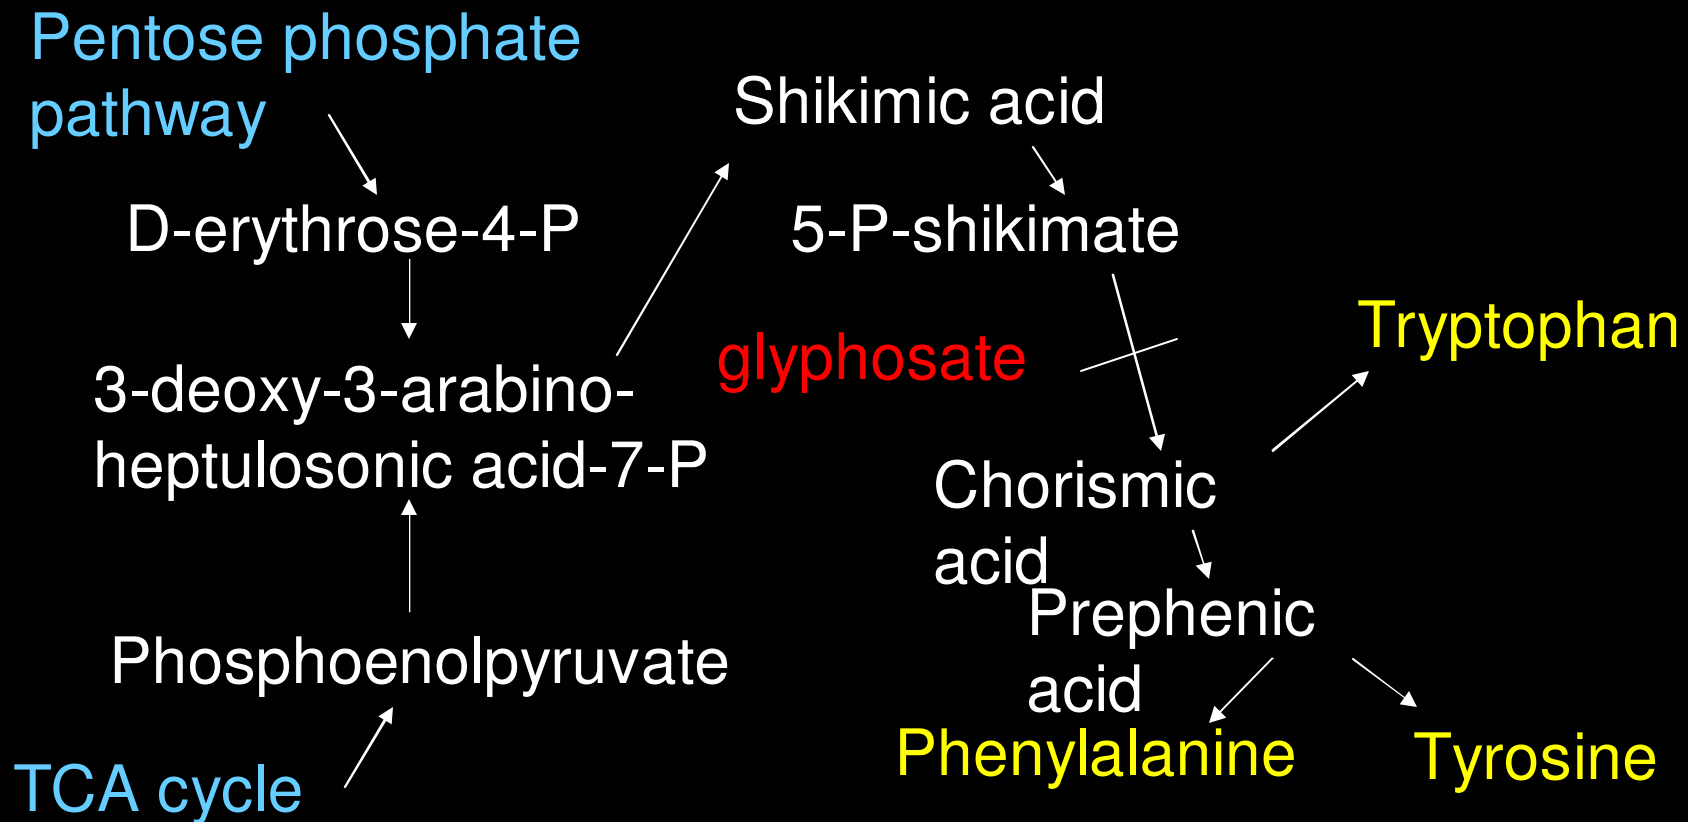 Pentose phosphate
pathway
D-erythrose-4-P
3-deoxy-3-arabino-
heptulosonic acid-7-P
Phosphoenolpyruvate
TCA cycle
Shikimic acid
5-P-shikimate
glyphosate
Chorismic
acid
Tryptophan
Prephenic
acid
Phenylalanine
Tyrosine